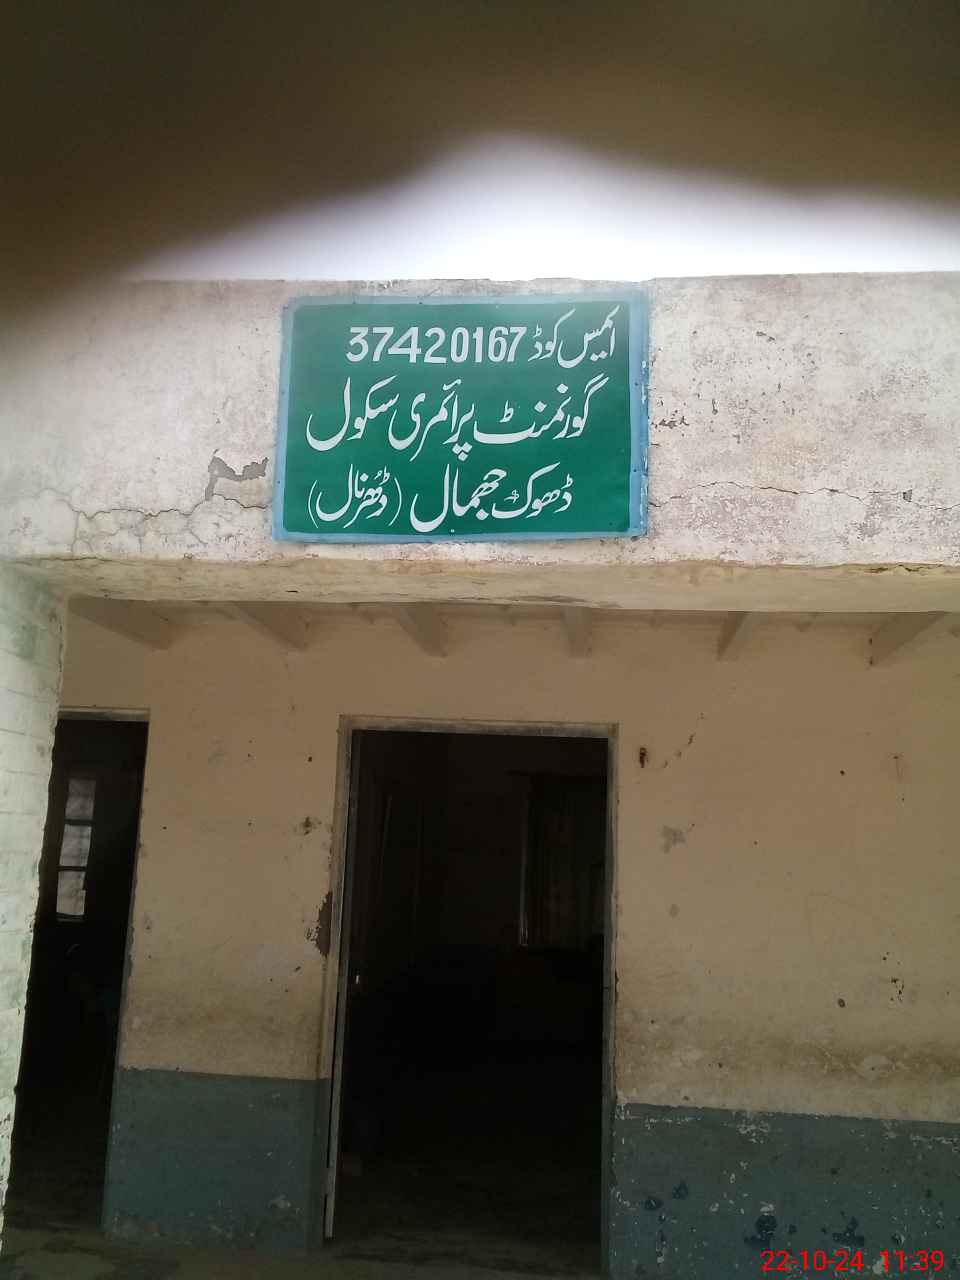 ایمیس کوڈ 37420167
گورنمنٹ پرائمری سکول
ڈھوک جھمال (ڈھرنال)
22-10-24 11:39